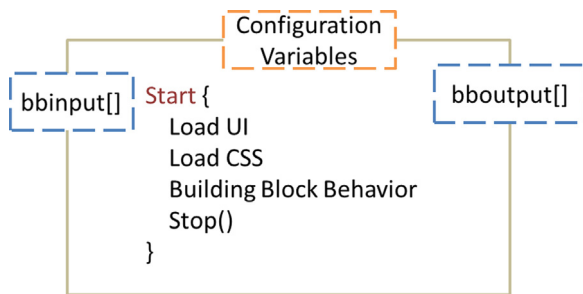 Configuration
Variables
bbinput[]
bboutput[]
Start {
Load UI
Load CSS
Building Block Behavior
Stop()
}